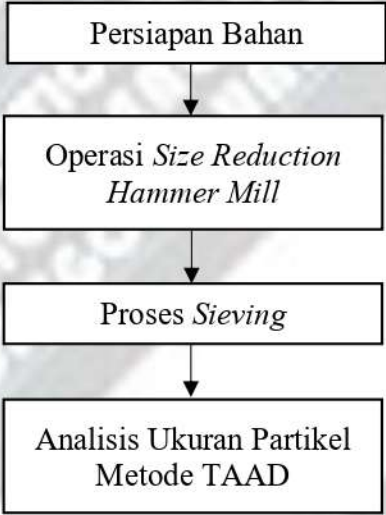 Persiapan Bahan
Operasi Size Reduction
Hammer Mill
Proses Sieving
Analisis Ukuran Partikel
Metode TAAD